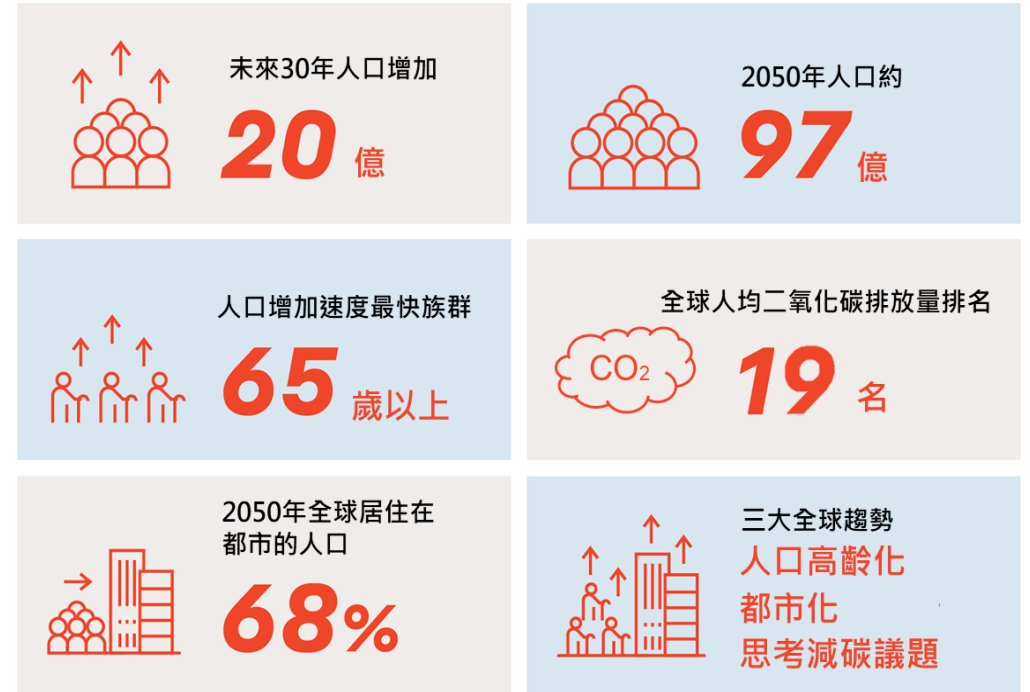 未來30年人口增加
20 億
2050年人口約
97 億
人口增加速度最快族群
65 歲以上
全球人均二氧化碳排放量排名
CO₂
19 名
2050年全球居住在
都市的人口
68%
三大全球趨勢
人口高齡化
都市化
思考減碳議題